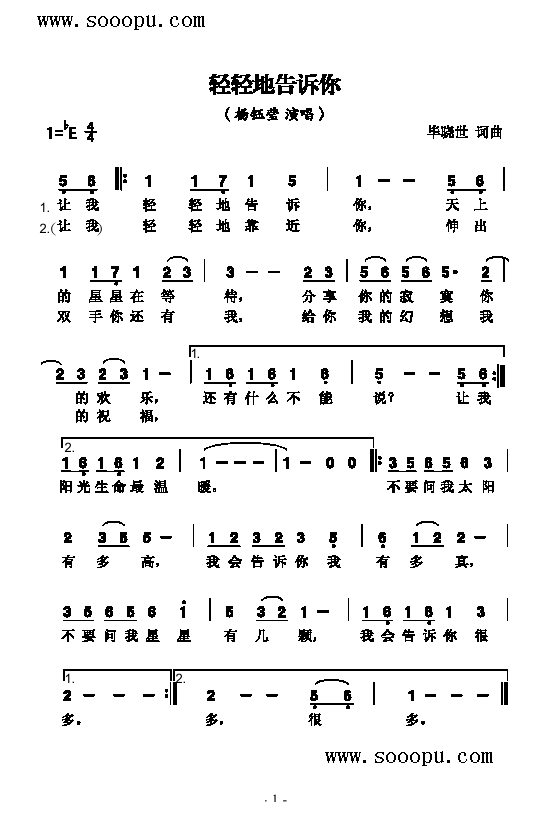 www.sooopu.com
轻轻地告诉你
(杨钰莹 演唱)
1=♭E 4/4
毕晓世 词曲
5 6 ‖: 1 1 7 1 5 | 1 - - 5 6 |
1. 让我 轻 轻地告 诉 你, 天上
2.(让我) 轻 轻地靠 近 你, 伸出
1 1 7 1 2 3 | 3 - - 2 3 | 5 6 5 6 5· 2 |
的 星星在 等 待, 分享 你的寂 寞 你
双 手你还 有 我, 给你 我的幻 想 我
2 3 2 3 1 - | 1 6 1 6 1 6 | 5 - - 5 6 :‖
1.
的欢 乐, 还有什么不 能 说? 让我
的祝 福,
2.
1 6 1 6 1 2 | 1 - - - | 1 - 0 0 ‖: 3 5 6 5 6 3 |
阳光生命最 温 暖。 不要问我太 阳
2 3 5 5 - | 1 2 3 2 3 5 | 6 1 2 2 - |
有 多 高, 我会告诉你 我 有 多 真,
3 5 6 5 6 i | 5 3 2 2 - | 1 6 1 6 1 6 |
不要问我星 星 有 几 颗, 我会告诉你 很
1.
2.
2 - - - :‖ 2 - - 5 6 | 1 - - - ‖
多。 多, 很 多。
www.sooopu.com
- 1 -